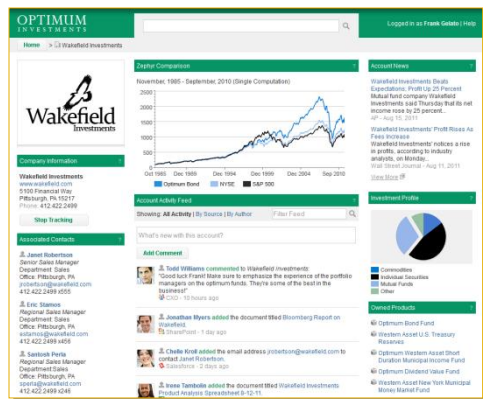 OPTIMUM
INVESTMENTS
Logged in as Frank Gelato | Help
Home » Wakefield Investments
Wakefield
Investments
Company Information ?
Wakefield Investments
www.wakefield.com
5100 Financial Way
Pittsburgh, PA 15217
Phone: 412.422.2499
Stop Tracking
Associated Contacts ?
Janet Robertson
Senior Sales Manager
Department: Sales
Office: Pittsburgh, PA
jrobertson@wakefield.com
412.422.2499 x555
Eric Stamos
Regional Sales Manager
Department: Sales
Office: Pittsburgh, PA
estamos@wakefield.com
412.422.2499 x456
Santosh Perla
Regional Sales Manager
Department: Sales
Office: Pittsburgh, PA
sperla@wakefield.com
412.422.2499 x246
Zephyr Comparison ?
November, 1985 - September, 2010 (Single Computation)
2500
2000
1500
1000
500
0
Oct 1985 Dec 1989 Dec 1994 Dec 1999 Dec 2004 Sep 2010
Optimum Bond NYSE S&P 500
Account Activity Feed ?
Showing: All Activity | By Source | By Author Filter Feed
What's new with this account?
Add Comment
Todd Williams commented to Wakefield Investments
"Good luck Frank! Make sure to emphasize the experience of the portfolio
managers on the optimum funds. They're some of the best in the
business!"
CXO - 10 hours ago
Jonathan Myers added the document titled Bloomberg Report on
Wakefield.
SharePoint - 1 day ago
Chelle Kroll added the email address jrobertson@wakefield.com to
contact Janet Robertson.
Salesforce - 2 days ago
Irene Tambolin added the document titled Wakefield Investments
Product Analysis Spreadsheet 8-12-11.
Account News ?
Wakefield Investments Beats
Expectations: Profit Up 25 Percent
Mutual fund company Wakefield
Investments said Thursday that its net
income rose by 25 percent...
AP - Aug 15, 2011
Wakefield Investments' Profit Rises As
Fees Increase
Wakefield Investments' notices a rise
in profits, according to industry
analysts, on Monday...
Wall Street Journal - Aug 11, 2011
View More
Investment Profile ?
Commodities
Individual Securities
Mutual Funds
Other
Owned Products ?
Optimum Bond Fund
Western Asset U.S. Treasury
Reserves
Optimum Western Asset Short
Duration Municipal Income Fund
Optimum Dividend Value Fund
Western Asset New York Municipal
Money Market Fund